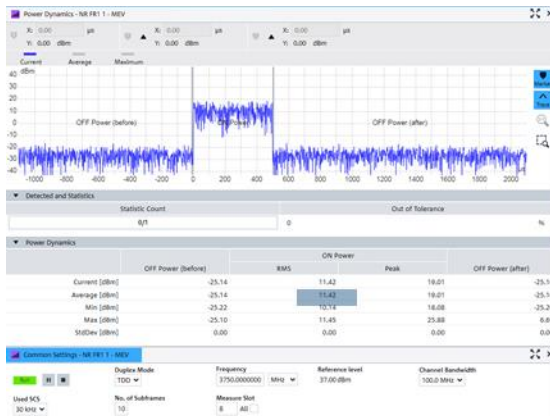 Power Dynamics - NR FR1 1 - MEV
X: 0.00 µs X: 0.00 µs X: 0.00 µs
Y: 0.00 dBm Y: 0.00 dBm Y: 0.00 dBm
Current Average Maximum
dBm
40
30
20
10
0
-10
-20
-30
-40
OFF Power (before) OFF Power (after)
-1000 -800 -600 -400 -200 0 200 400 600 800 1000 1200 1400 1600 1800 2000
Detected and Statistics
Statistic Count Out of Tolerance
0/1 0 %
Power Dynamics
ON Power
OFF Power (before) RMS Peak OFF Power (after)
Current [dBm] -25.14 11.42 19.01
Average [dBm] -25.14 11.42 19.01
Min [dBm] -25.22 10.14 18.08
Max [dBm] -25.10 11.45 25.88
StdDev [dBm] 0.00 0.00 0.00 0.00
Common Settings - NR FR1 1 - MEV
Duplex Mode Frequency Reference level Channel Bandwidth
TDD 3750.0000000 MHz 37.00 dBm 100.0 MHz
Used SCS No. of Subframes Measure Slot
30 kHz 10 8 All